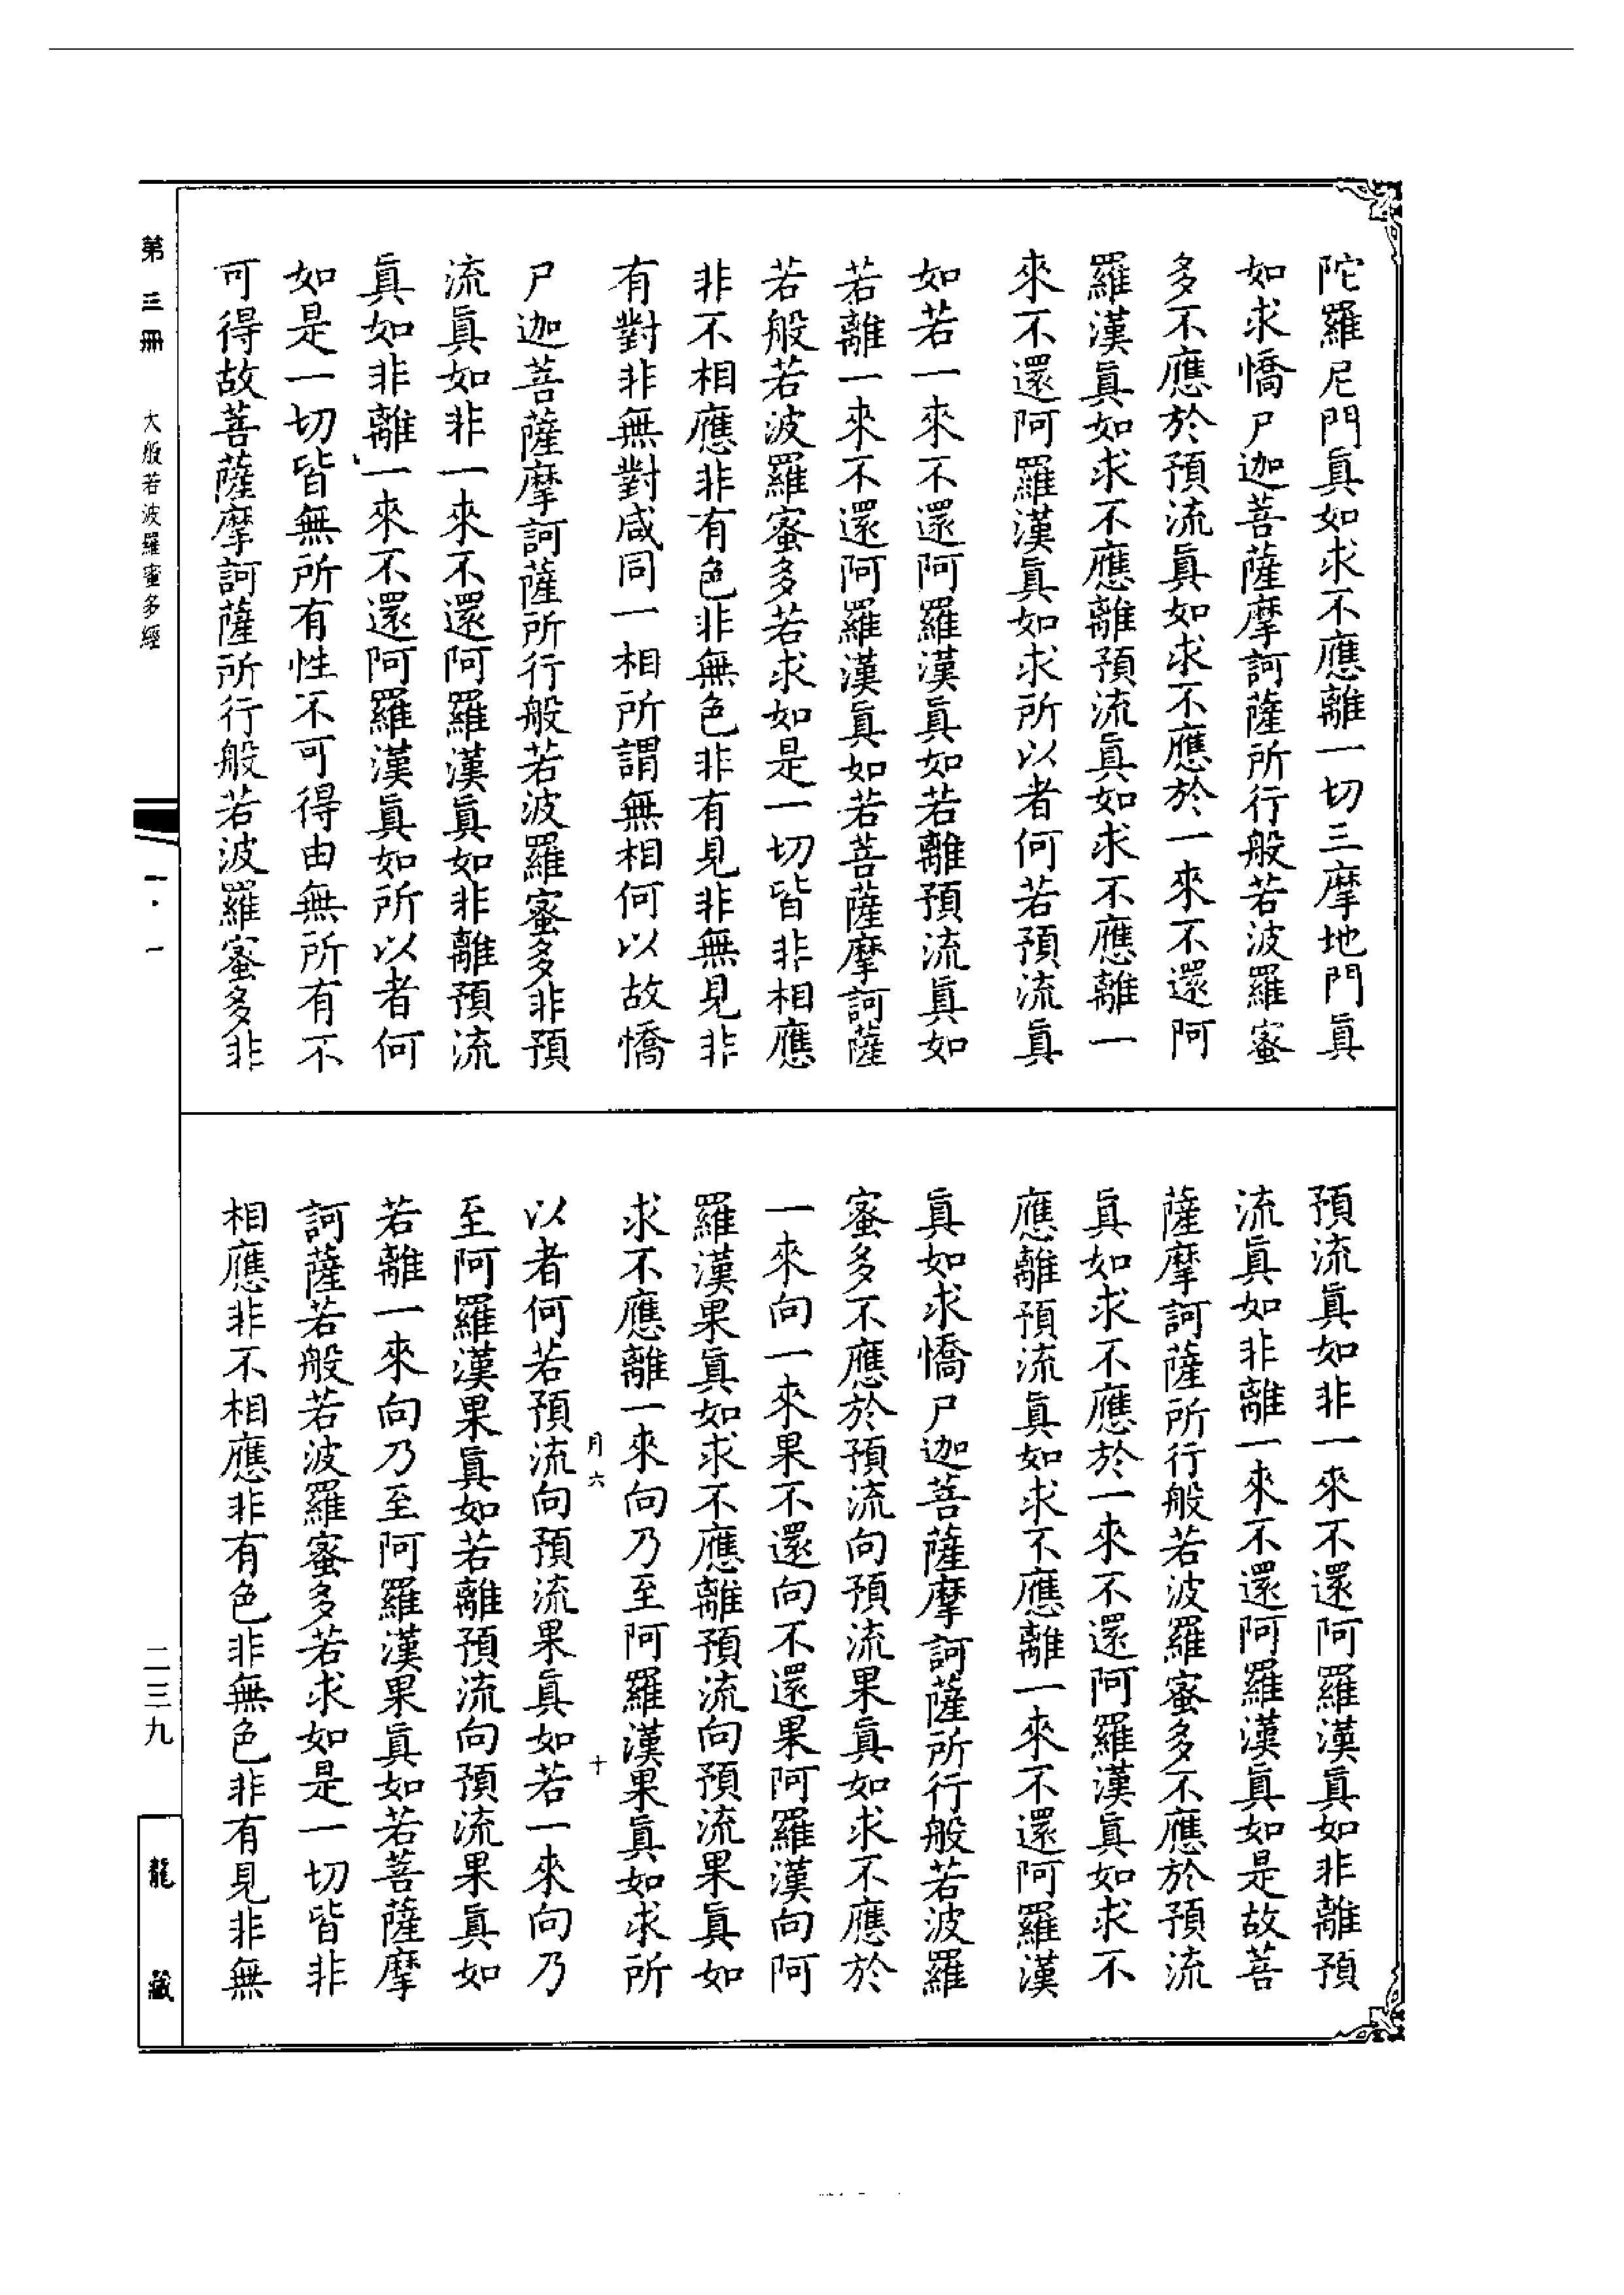 陀羅尼門眞如求不應離一切三摩地門眞
如求憍尸迦菩薩摩訶薩所行般若波羅蜜
多不應於預流眞如求不應於一來不還阿
羅漢眞如求不應離預流眞如求不應離一
來不還阿羅漢眞如求所以者何若預流眞
如若一來不還阿羅漢眞如若離預流眞如
若離一來不還阿羅漢眞如若菩薩摩訶薩
若般若波羅蜜多若求如是一切皆非相應
非不相應非有色非無色非有見非無見非
有對非無對咸同一相所謂無相何以故憍
尸迦菩薩摩訶薩所行般若波羅蜜多非預
流眞如非一來不還阿羅漢眞如非離預流
眞如非離一來不還阿羅漢眞如所以者何
如是一切皆無所有性不可得由無所有不
可得故菩薩摩訶薩所行般若波羅蜜多非
預流眞如非一來不還阿羅漢眞如非離預
流眞如非離一來不還阿羅漢眞如是故菩
薩摩訶薩所行般若波羅蜜多不應於預流
眞如求不應於一來不還阿羅漢眞如求不
應離預流眞如求不應離一來不還阿羅漢
眞如求憍尸迦菩薩摩訶薩所行般若波羅
蜜多不應於預流向預流果眞如求不應於
一來向一來果不還向不還果阿羅漢向阿
羅漢果眞如求不應離預流向預流果眞如
求不應離一來向乃至阿羅漢果眞如求所
月六 十
以者何若預流向預流果眞如若一來向乃
至阿羅漢果眞如若離預流向預流果眞如
若離一來向乃至阿羅漢果眞如若菩薩摩
訶薩若般若波羅蜜多若求如是一切皆非
相應非不相應非有色非無色非有見非無
第三冊 大般若波羅蜜多經
一·一
二三九
龍藏